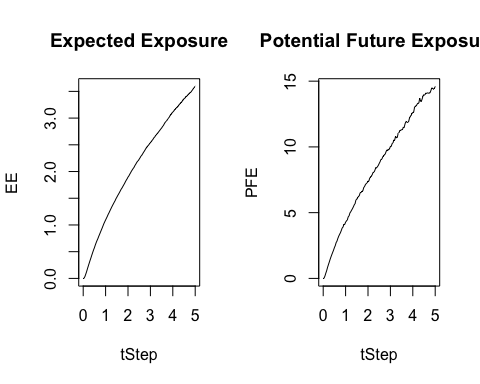 Expected Exposure
EE
3.0
2.0
1.0
0.0
0 1 2 3 4 5
tStep
Potential Future Exposu
PFE
15
10
5
0
0 1 2 3 4 5
tStep